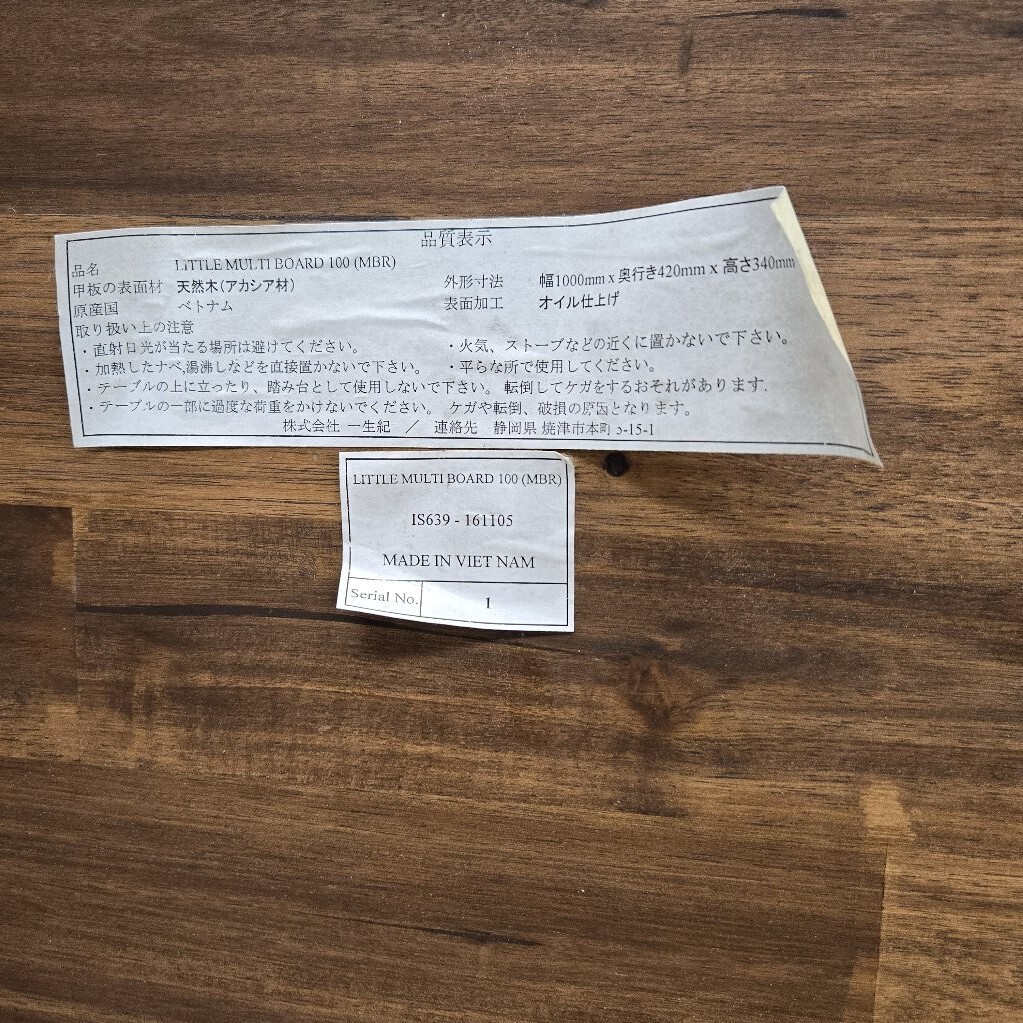 品質表示
品名 LiTTLE MULTI BOARD 100 (MBR)
甲板の表面材 天然木(アカシア材) 外形寸法 幅1000mm x 奥行き420mm x 高さ340mm
原産国 ベトナム 表面加工 オイル仕上げ
取り扱い上の注意
・直射日光が当たる場所は避けてください。 ・火気、ストーブなどの近くに置かないで下さい。
・加熱したナベ,湯沸しなどを直接置かないで下さい。 ・平らな所で使用してください。
・テーブルの上に立ったり、踏み台として使用しないで下さい。 転倒してケガをするおそれがあります.
・テーブルの一部に過度な荷重をかけないでください。 ケガや転倒、破損の原因となります。
株式会社 一生紀 / 連絡先 静岡県 焼津市本町 5-15-1
LITTLE MULTI BOARD 100 (MBR)
IS639 - 161105
MADE IN VIET NAM
Serial No. 1